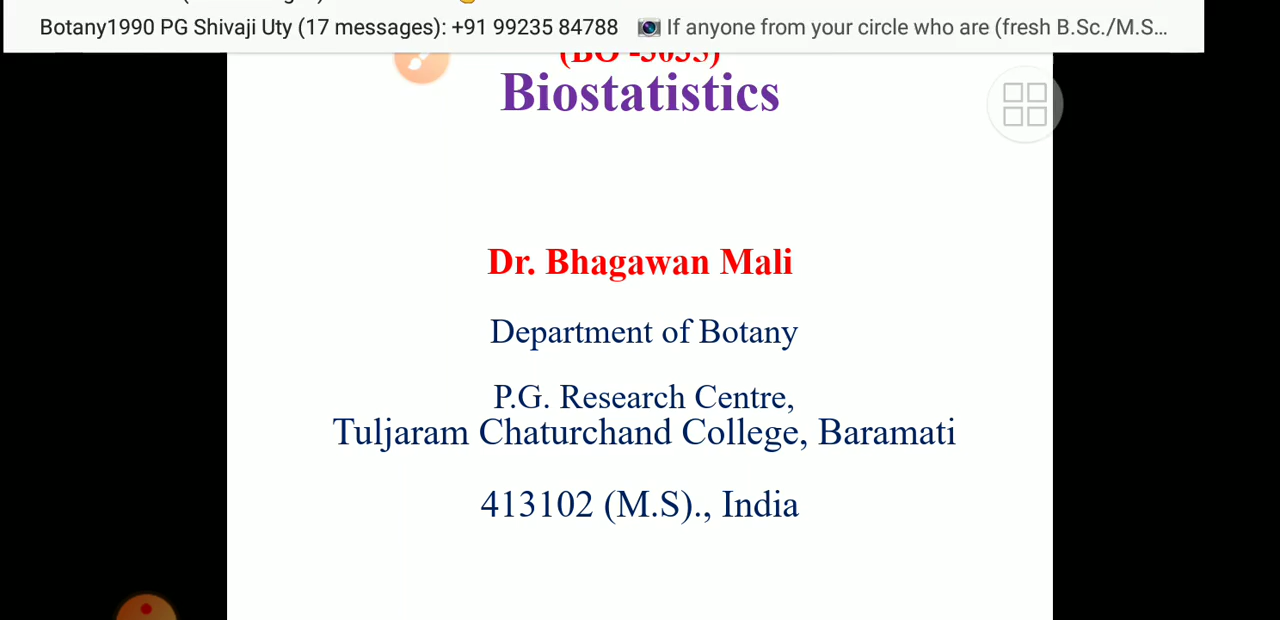 Botany1990 PG Shivaji Uty (17 messages): +91 99235 84788 📷 If anyone from your circle who are (fresh B.Sc./M.S...
Biostatistics
Dr. Bhagawan Mali
Department of Botany
P.G. Research Centre,
Tuljaram Chaturchand College, Baramati
413102 (M.S)., India